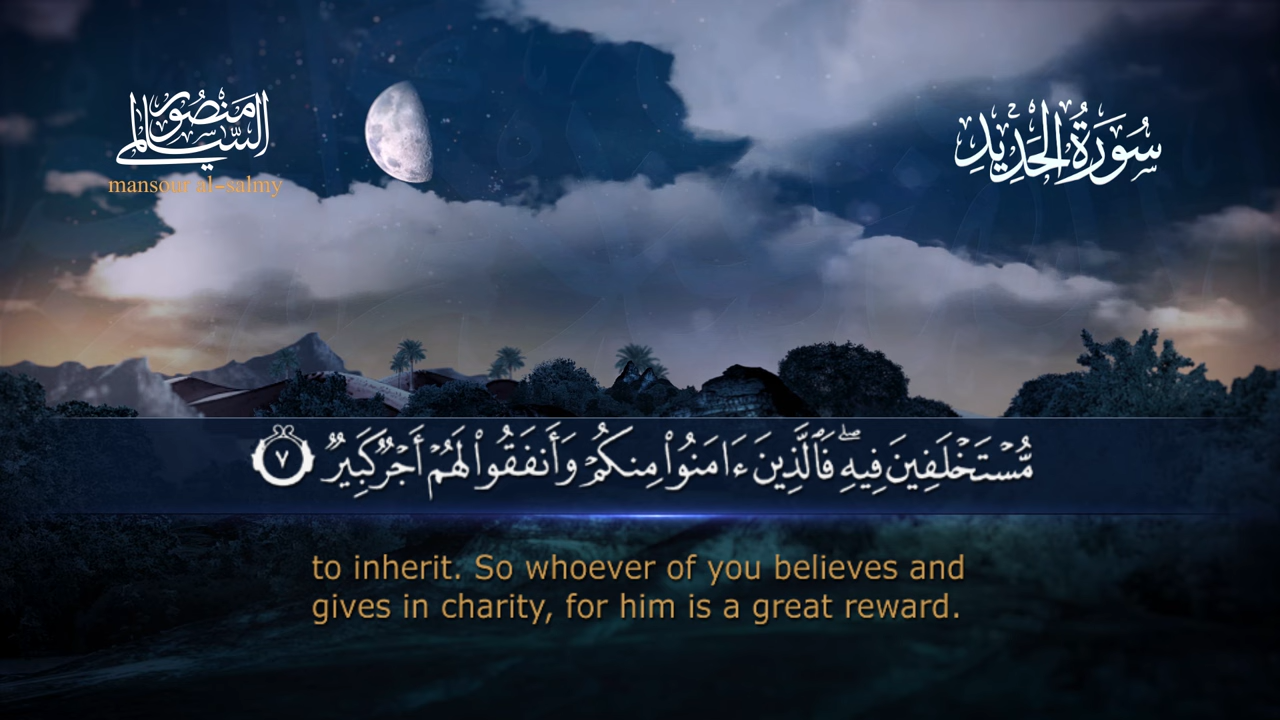 منصور السالمي
mansour al-salmy
سُورَةُ الحَدِيدِ
مُّسْتَخْلَفِينَ فِيهِ ۖ فَٱلَّذِينَ ءَامَنُوا۟ مِنكُمْ وَأَنفَقُوا۟ لَهُمْ أَجْرٌ كَبِيرٌ ٧
to inherit. So whoever of you believes and
gives in charity, for him is a great reward.